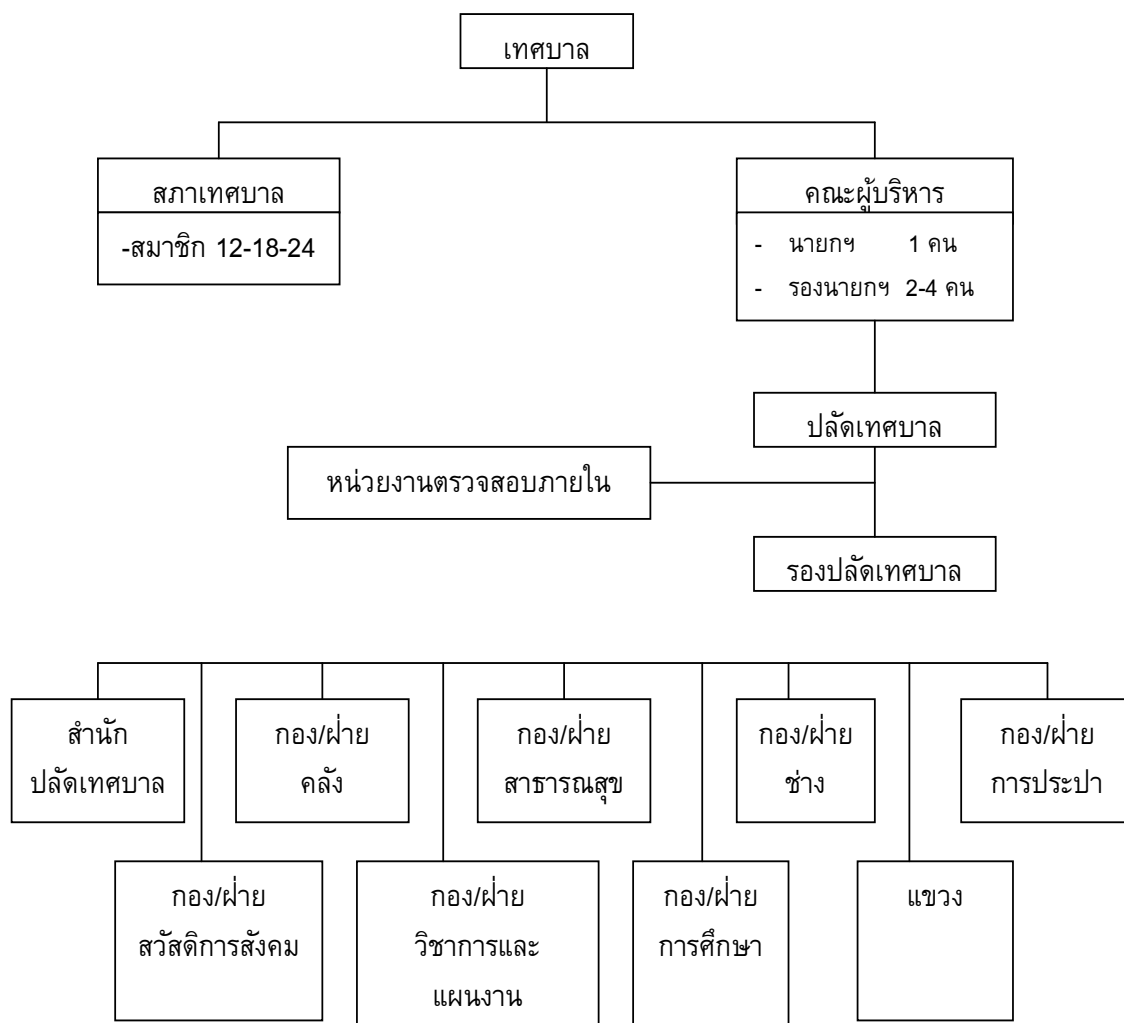 เทศบาล
สภาเทศบาล
-สมาชิก 12-18-24
คณะผู้บริหาร
- นายกฯ 1 คน
- รองนายกฯ 2-4 คน
ปลัดเทศบาล
หน่วยงานตรวจสอบภายใน
รองปลัดเทศบาล
สำนัก
ปลัดเทศบาล
กอง/ฝ่าย
คลัง
กอง/ฝ่าย
สาธารณสุข
กอง/ฝ่าย
ช่าง
กอง/ฝ่าย
การประปา
กอง/ฝ่าย
สวัสดิการสังคม
กอง/ฝ่าย
วิชาการและ
แผนงาน
กอง/ฝ่าย
การศึกษา
แขวง